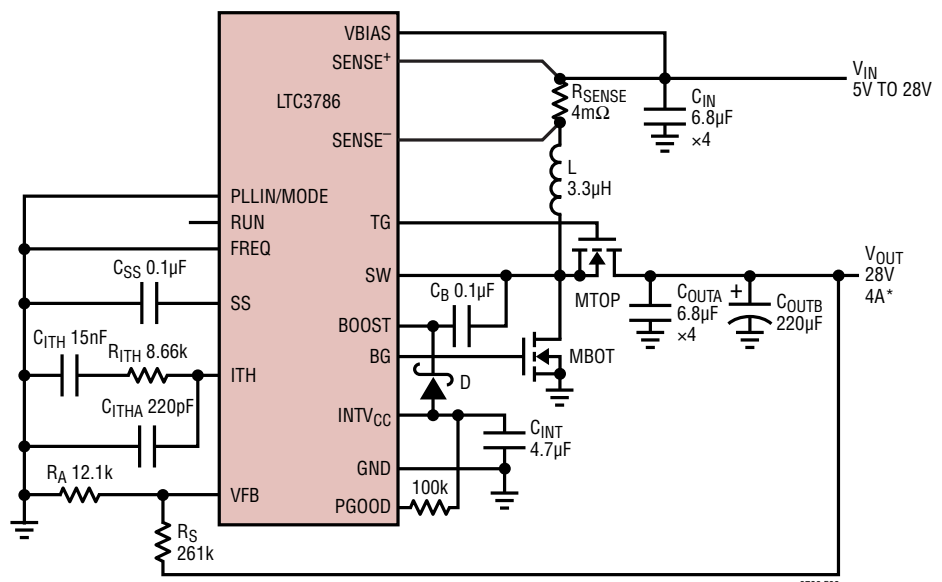 VBIAS
SENSE+
LTC3786
SENSE–
PLLIN/MODE
RUN
FREQ
SS
ITH
VFB
TG
SW
BOOST
BG
INTVCC
GND
PGOOD
CSS 0.1µF
CITH 15nF
RITH 8.66k
CITHA 220pF
RA 12.1k
RS
261k
VIN
5V TO 28V
RSENSE
4mΩ
CIN
6.8µF
×4
L
3.3µH
CB 0.1µF
MTOP
MBOT
D
VOUT
28V
4A*
COUTA
6.8µF
×4
+
COUTB
220µF
CINT
4.7µF
100k